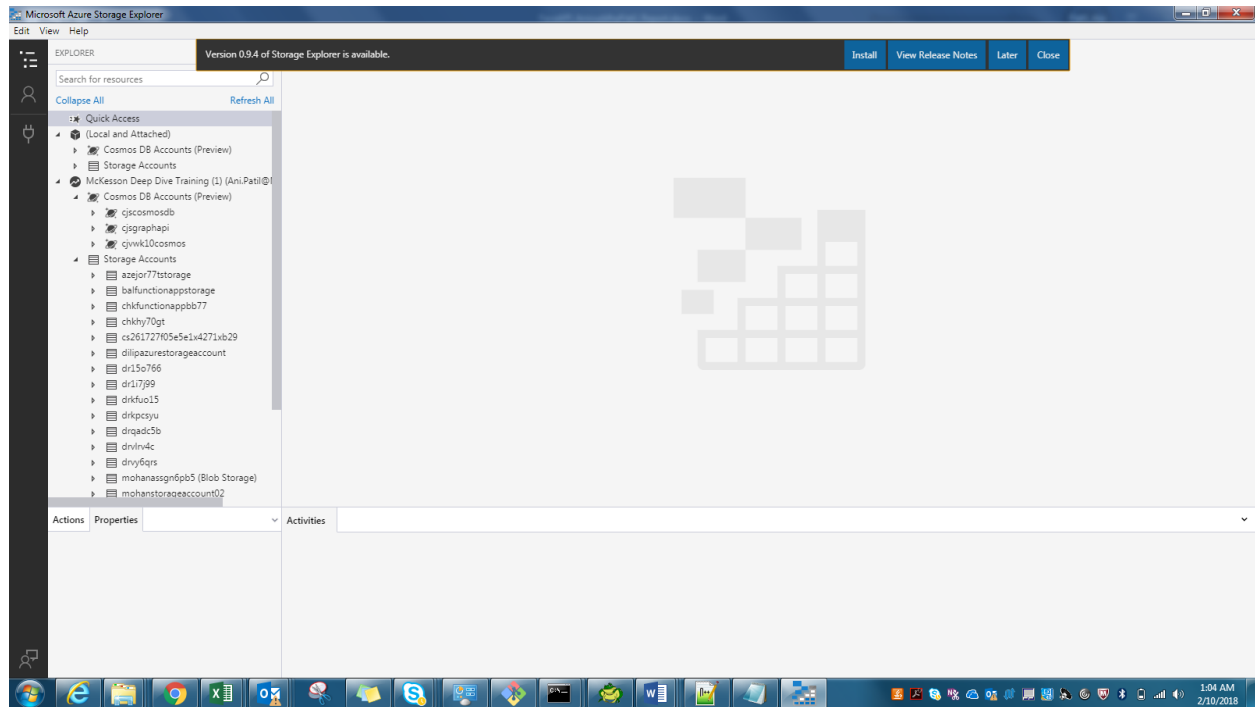 Microsoft Azure Storage Explorer
Edit View Help
EXPLORER
Version 0.9.4 of Storage Explorer is available.
Install
View Release Notes
Later
Close
Search for resources
Collapse All
Refresh All
Quick Access
(Local and Attached)
Cosmos DB Accounts (Preview)
Storage Accounts
McKesson Deep Dive Training (1) (Ani.Patil@
Cosmos DB Accounts (Preview)
cjscosmosdb
cjsgraphapi
cjvwk10cosmos
Storage Accounts
azejor77tstorage
balfunctionappstorage
chkfunctionappbb77
chkhy70gt
cs261727f05e5e1x4271xb29
dilipazurestorageaccount
dr15o766
dr1i7j99
drkfuo15
drkpcsyu
drqadc5b
drvlrv4c
drvy6qrs
mohanassgn6pb5 (Blob Storage)
mohanstorageaccount02
Actions
Properties
Activities
1:04 AM
2/10/2018